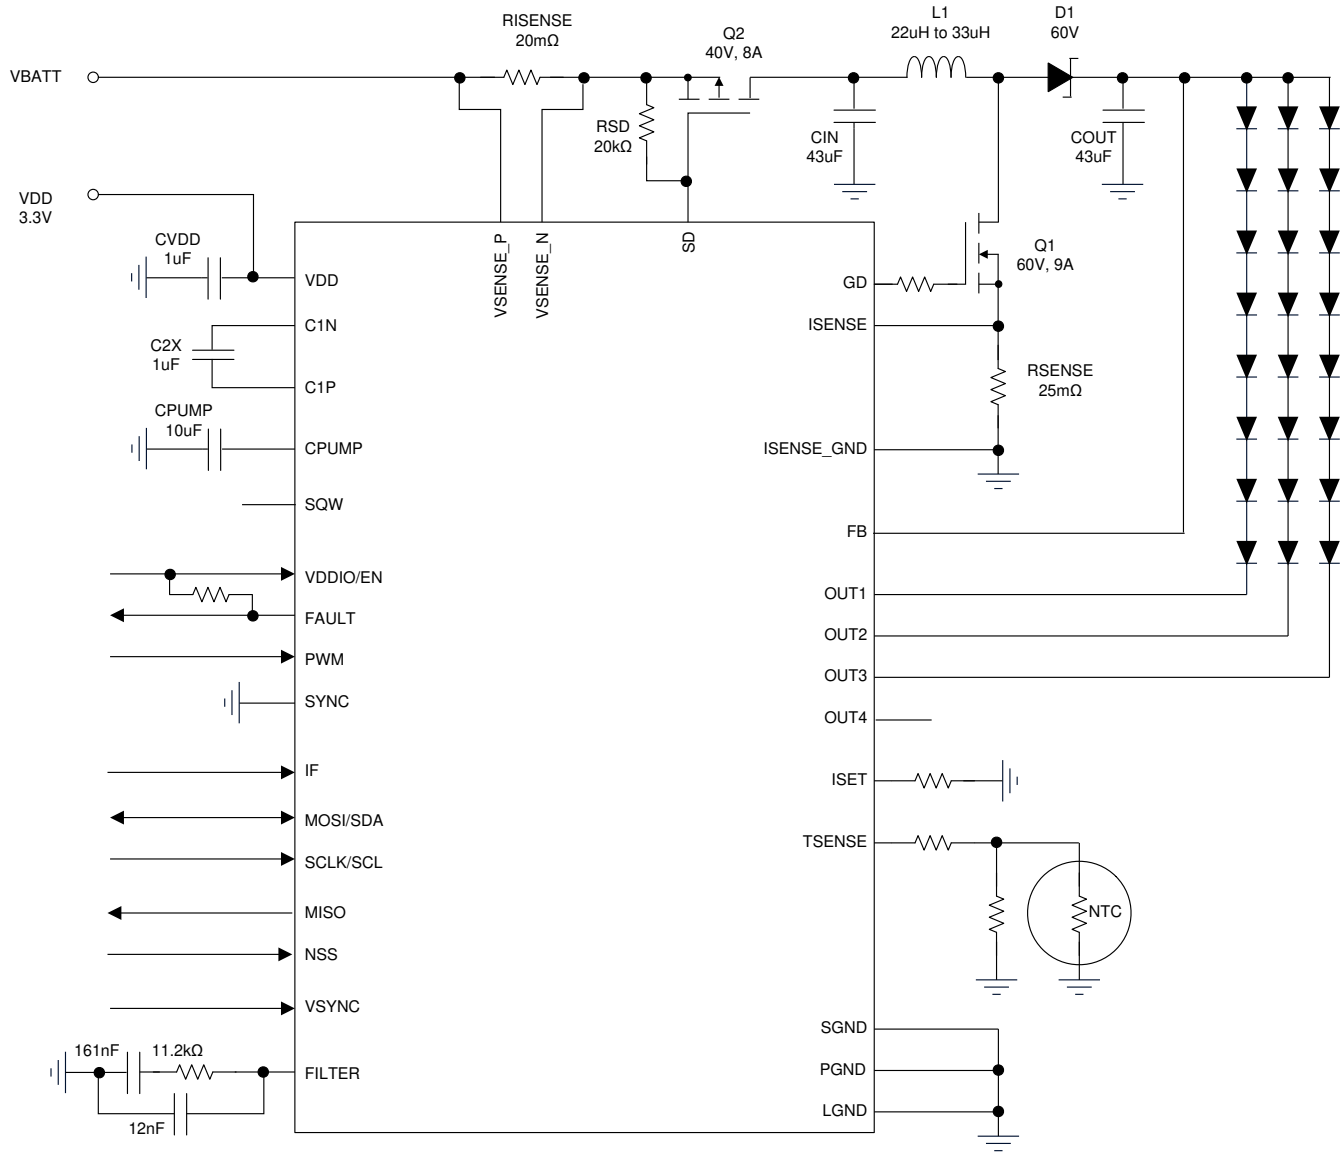 RISENSE
20mΩ
Q2
40V, 8A
L1
22uH to 33uH
D1
60V
VBATT
RSD
20kΩ
CIN
43uF
COUT
43uF
VDD
3.3V
CVDD
1uF
VSENSE_P
VSENSE_N
SD
Q1
60V, 9A
VDD
GD
C1N
ISENSE
C2X
1uF
RSENSE
25mΩ
C1P
CPUMP
10uF
CPUMP
ISENSE_GND
SQW
FB
VDDIO/EN
OUT1
FAULT
OUT2
PWM
OUT3
SYNC
OUT4
IF
ISET
MOSI/SDA
TSENSE
SCLK/SCL
MISO
NTC
NSS
VSYNC
SGND
161nF
11.2kΩ
FILTER
PGND
LGND
12nF